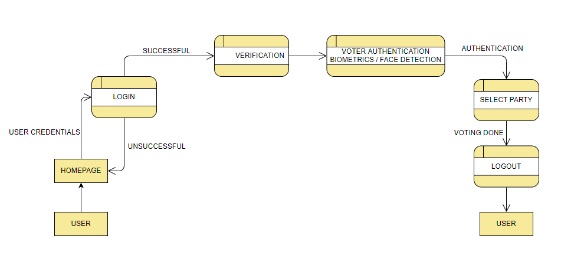 SUCCESSFUL
VERIFICATION
VOTER AUTHENTICATION
BIOMETRICS / FACE DETECTION
AUTHENTICATION
LOGIN
SELECT PARTY
USER CREDENTIALS
UNSUCCESSFUL
VOTING DONE
HOMEPAGE
LOGOUT
USER
USER